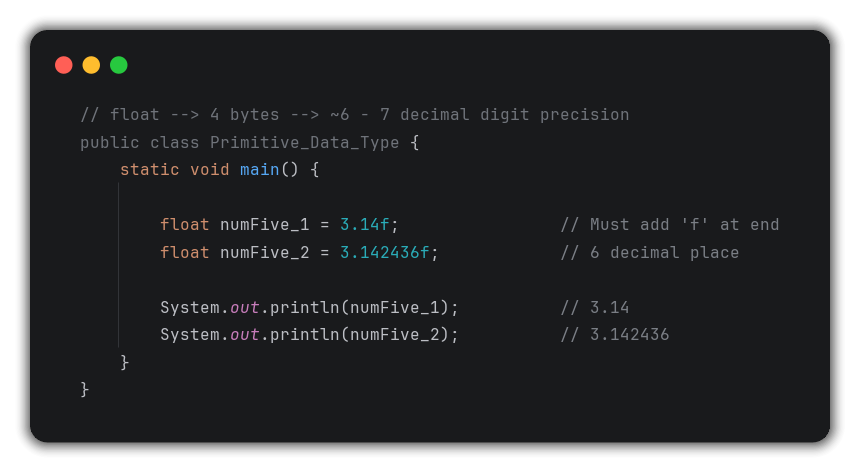 // float --> 4 bytes --> ~6 - 7 decimal digit precision
public class Primitive_Data_Type {
    static void main() {
        float numFive_1 = 3.14f;                // Must add 'f' at end
        float numFive_2 = 3.142436f;            // 6 decimal place
        System.out.println(numFive_1);          // 3.14
        System.out.println(numFive_2);          // 3.142436
    }
}